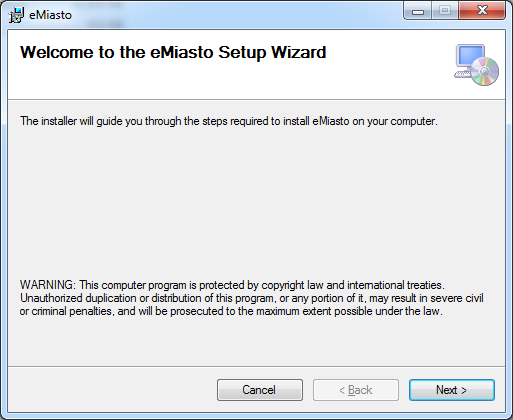 eMiasto
Welcome to the eMiasto Setup Wizard
The installer will guide you through the steps required to install eMiasto on your computer.
WARNING: This computer program is protected by copyright law and international treaties.
Unauthorized duplication or distribution of this program, or any portion of it, may result in severe civil
or criminal penalties, and will be prosecuted to the maximum extent possible under the law.
Cancel
< Back
Next >